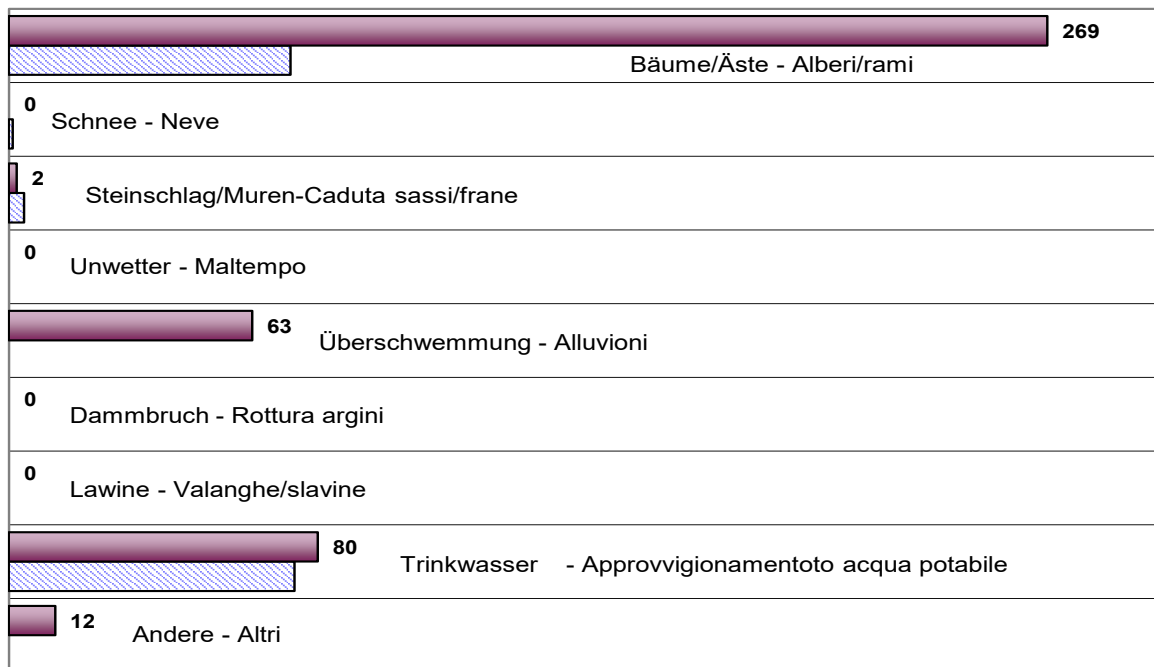 269
Bäume/Äste - Alberi/rami
0
Schnee - Neve
2
Steinschlag/Muren-Caduta sassi/frane
0
Unwetter - Maltempo
63
Überschwemmung - Alluvioni
0
Dammbruch - Rottura argini
0
Lawine - Valanghe/slavine
80
Trinkwasser - Approvvigionamentoto acqua potabile
12
Andere - Altri